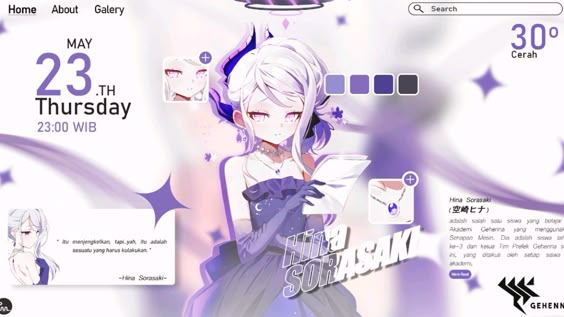 Home About Galery
Search
MAY
23.TH
Thursday
23:00 WIB
30°
Cerah
" Itu menjengkelkan, tapi..yah, itu adalah
sesuatu yang harus kulakukan. "
~Hina Sorasaki~
Hina
SORASAKI
Hina Sorasaki
(空崎ヒナ)
adalah salah satu siswa yang belajar
Akademi Gehenna yang menggunakan
Senapan Mesin. Dia adalah siswa
ke-3 dan ketua Tim Prefek Gehenna
ini, yang ditakuti oleh setiap siswa
akademi.
GEHENN